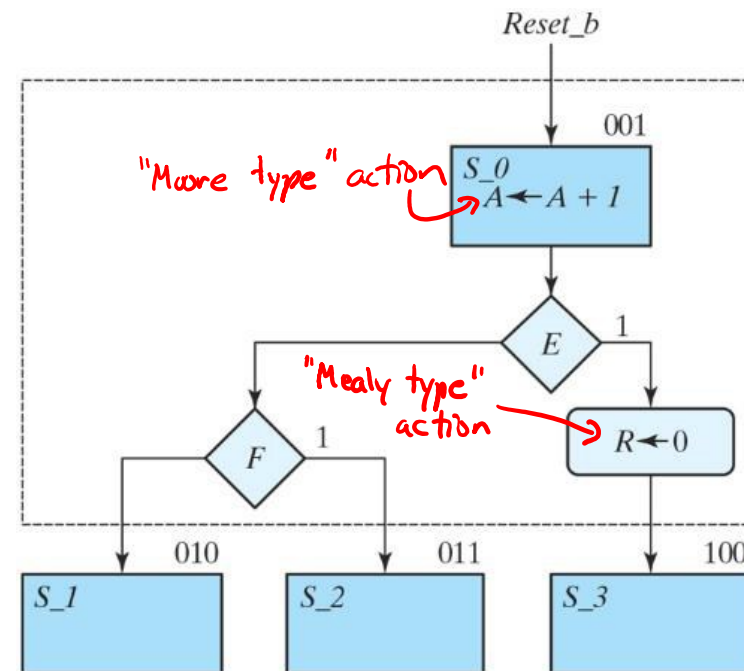 Reset_b
001
S_0
"Moore type" action
A ← A + 1
E
1
"Mealy type"
action
R ← 0
F
1
010
011
100
S_1
S_2
S_3